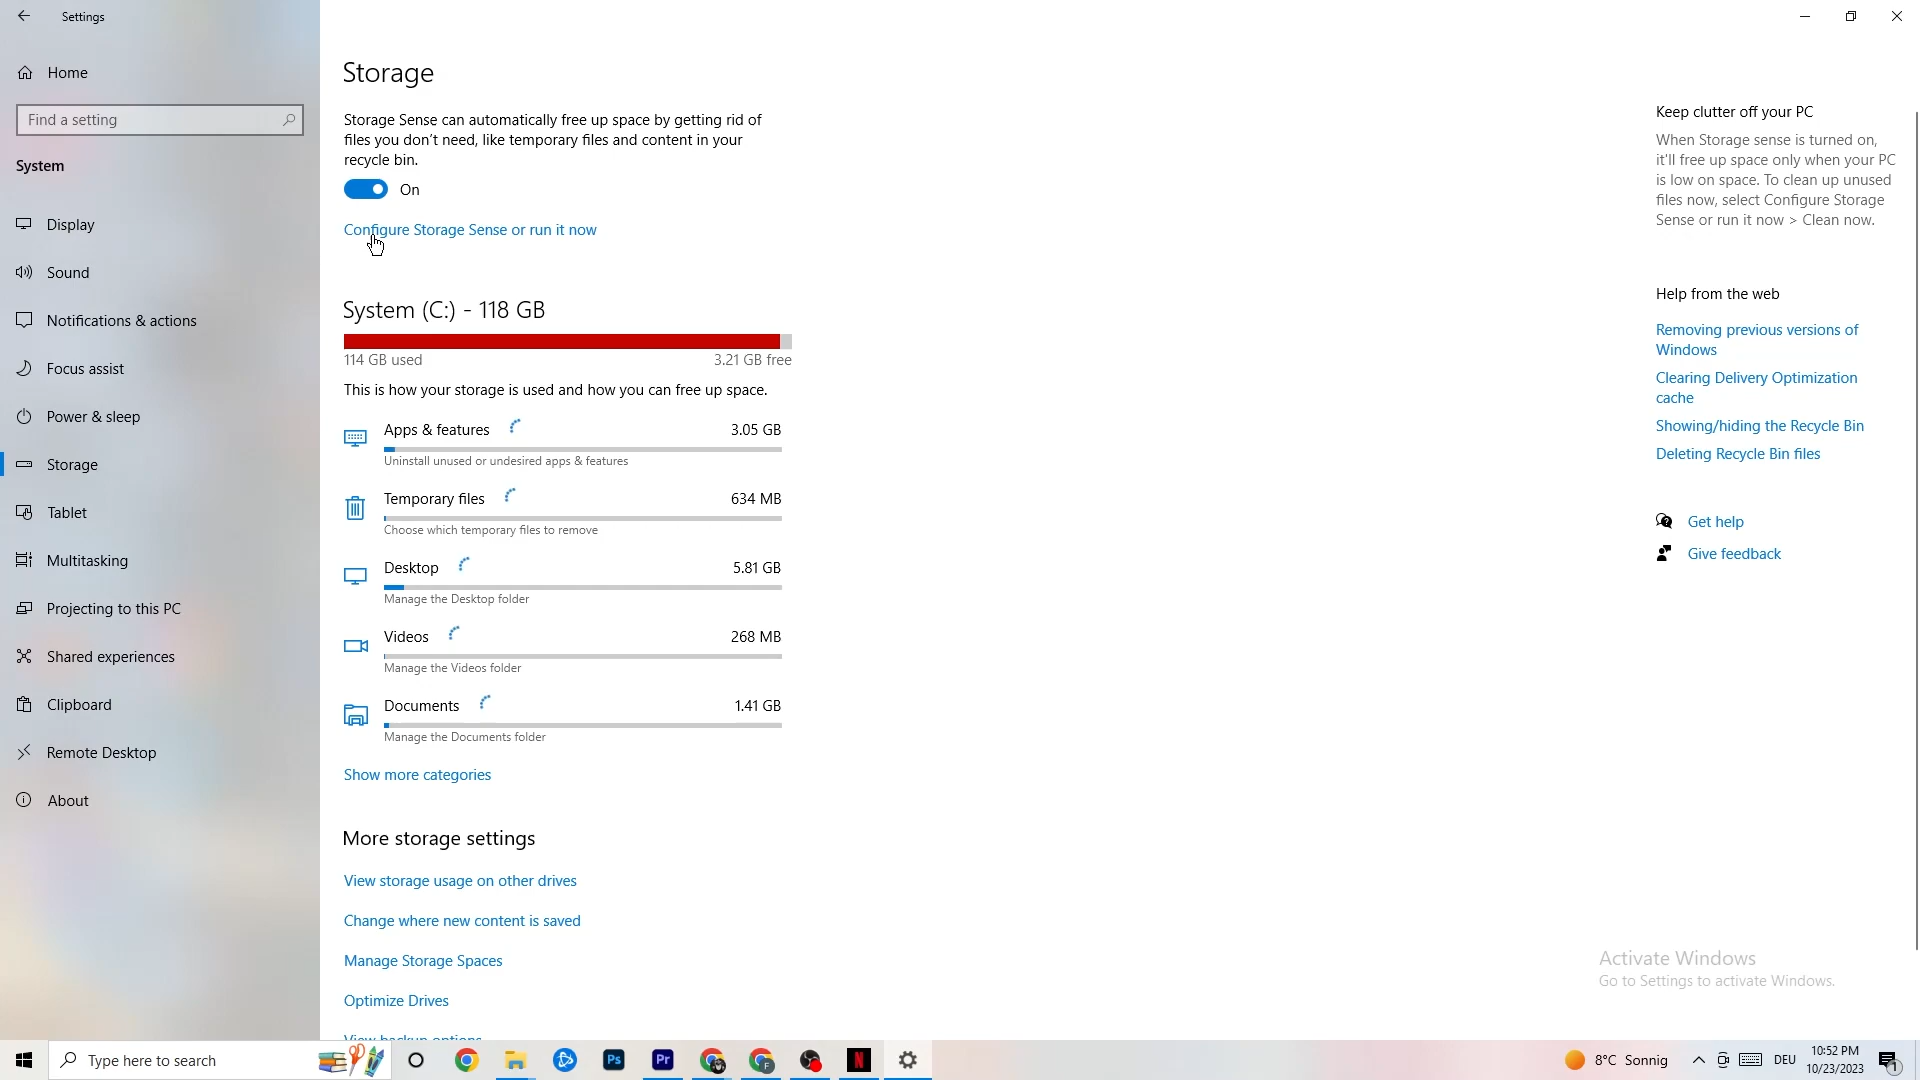 Settings
Home
Find a setting
System
Display
Sound
Notifications & actions
Focus assist
Power & sleep
Storage
Tablet
Multitasking
Projecting to this PC
Shared experiences
Clipboard
Remote Desktop
About
Storage
Storage Sense can automatically free up space by getting rid of
files you don't need, like temporary files and content in your
recycle bin.
On
Configure Storage Sense or run it now
System (C:) - 118 GB
114 GB used 3.21 GB free
This is how your storage is used and how you can free up space.
Apps & features 3.05 GB
Uninstall unused or undesired apps & features
Temporary files 634 MB
Choose which temporary files to remove
Desktop 5.81 GB
Manage the Desktop folder
Videos 268 MB
Manage the Videos folder
Documents 1.41 GB
Manage the Documents folder
Show more categories
More storage settings
View storage usage on other drives
Change where new content is saved
Manage Storage Spaces
Optimize Drives
View backup options
Keep clutter off your PC
When Storage sense is turned on,
it'll free up space only when your PC
is low on space. To clean up unused
files now, select Configure Storage
Sense or run it now > Clean now.
Help from the web
Removing previous versions of
Windows
Clearing Delivery Optimization
cache
Showing/hiding the Recycle Bin
Deleting Recycle Bin files
Get help
Give feedback
Activate Windows
Go to Settings to activate Windows.
Type here to search
Ps
Pr
F
N
8°C Sonnig
DEU
10:52 PM
10/23/2023
1